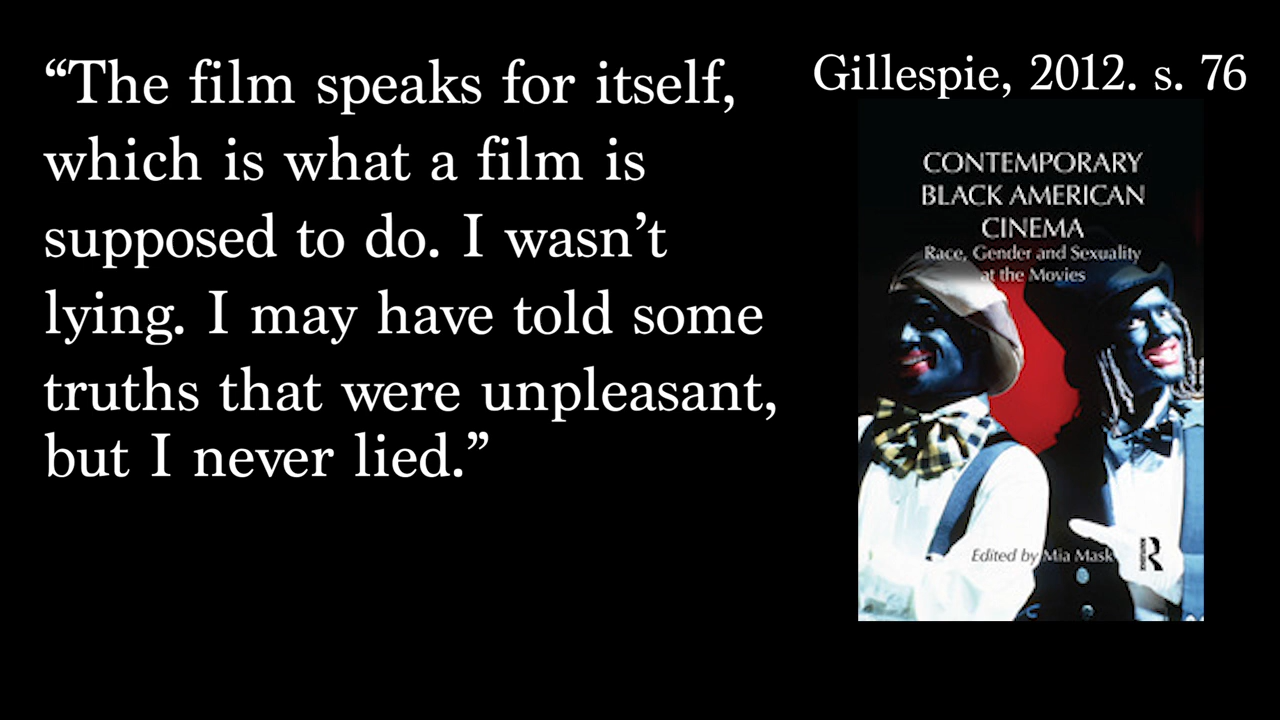 “The film speaks for itself,
which is what a film is
supposed to do. I wasn’t
lying. I may have told some
truths that were unpleasant,
but I never lied.”
Gillespie, 2012. s. 76
CONTEMPORARY
BLACK AMERICAN
CINEMA
Race, Gender and Sexuality
at the Movies
Edited by Mia Mask